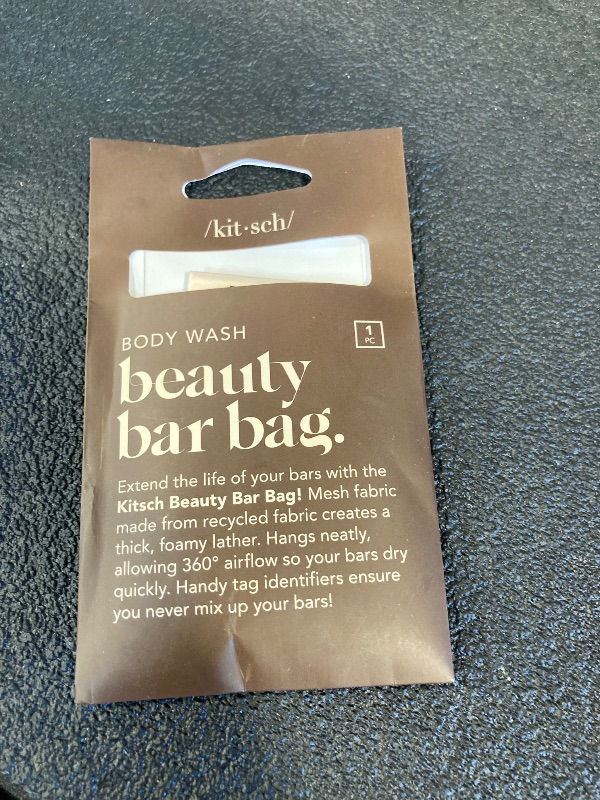 /kit·sch/
BODY WASH
1
PC
beauty
bar bag.
Extend the life of your bars with the
Kitsch Beauty Bar Bag! Mesh fabric
made from recycled fabric creates a
thick, foamy lather. Hangs neatly,
allowing 360° airflow so your bars dry
quickly. Handy tag identifiers ensure
you never mix up your bars!